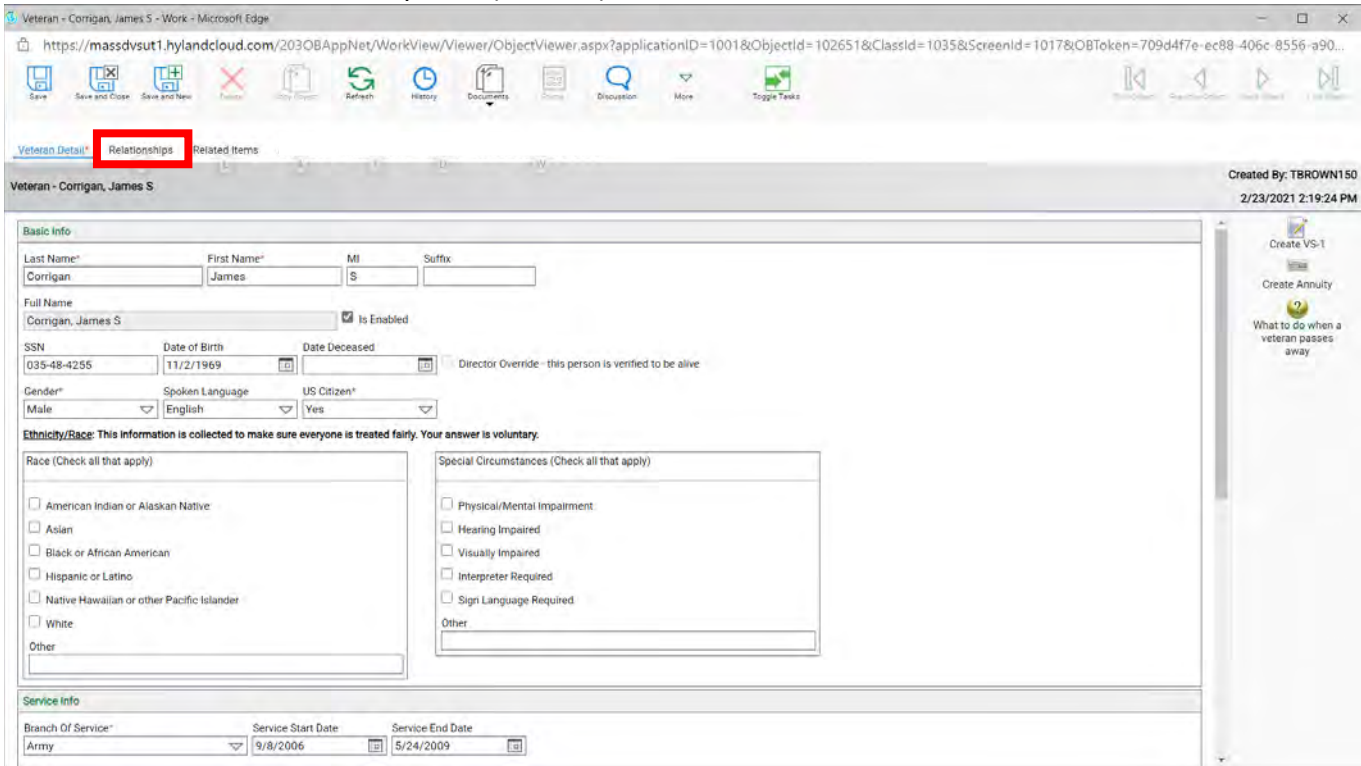 Veteran - Corrigan, James S - Work - Microsoft Edge
https://massdvsut1.hylandcloud.com/203OBAppNet/WorkView/Viewer/ObjectViewer.aspx?applicationID=1001&ObjectId=102651&ClassId=1035&ScreenId=1017&OBToken=709d4f7e-ec88-406c-8556-a90...
Save Save and Close Save and New Delete Refresh History Documents Discussion More Toggle Tasks
Veteran Detail* Relationships Related Items
Created By: TBROWN150
Veteran - Corrigan, James S
2/23/2021 2:19:24 PM
Basic Info
Create VS-1
Last Name* First Name* MI Suffix
Corrigan James S
Create Annuity
Full Name
Corrigan, James S Is Enabled
What to do when a
veteran passes
away
SSN Date of Birth Date Deceased
035-48-4255 11/2/1969 Director Override - this person is verified to be alive
Gender* Spoken Language US Citizen*
Male English Yes
Ethnicity/Race: This information is collected to make sure everyone is treated fairly. Your answer is voluntary.
Race (Check all that apply) Special Circumstances (Check all that apply)
American Indian or Alaskan Native Physical/Mental Impairment
Asian Hearing Impaired
Black or African American Visually Impaired
Hispanic or Latino Interpreter Required
Native Hawaiian or other Pacific Islander Sign Language Required
White Other
Other
Service Info
Branch Of Service* Service Start Date Service End Date
Army 9/8/2006 5/24/2009